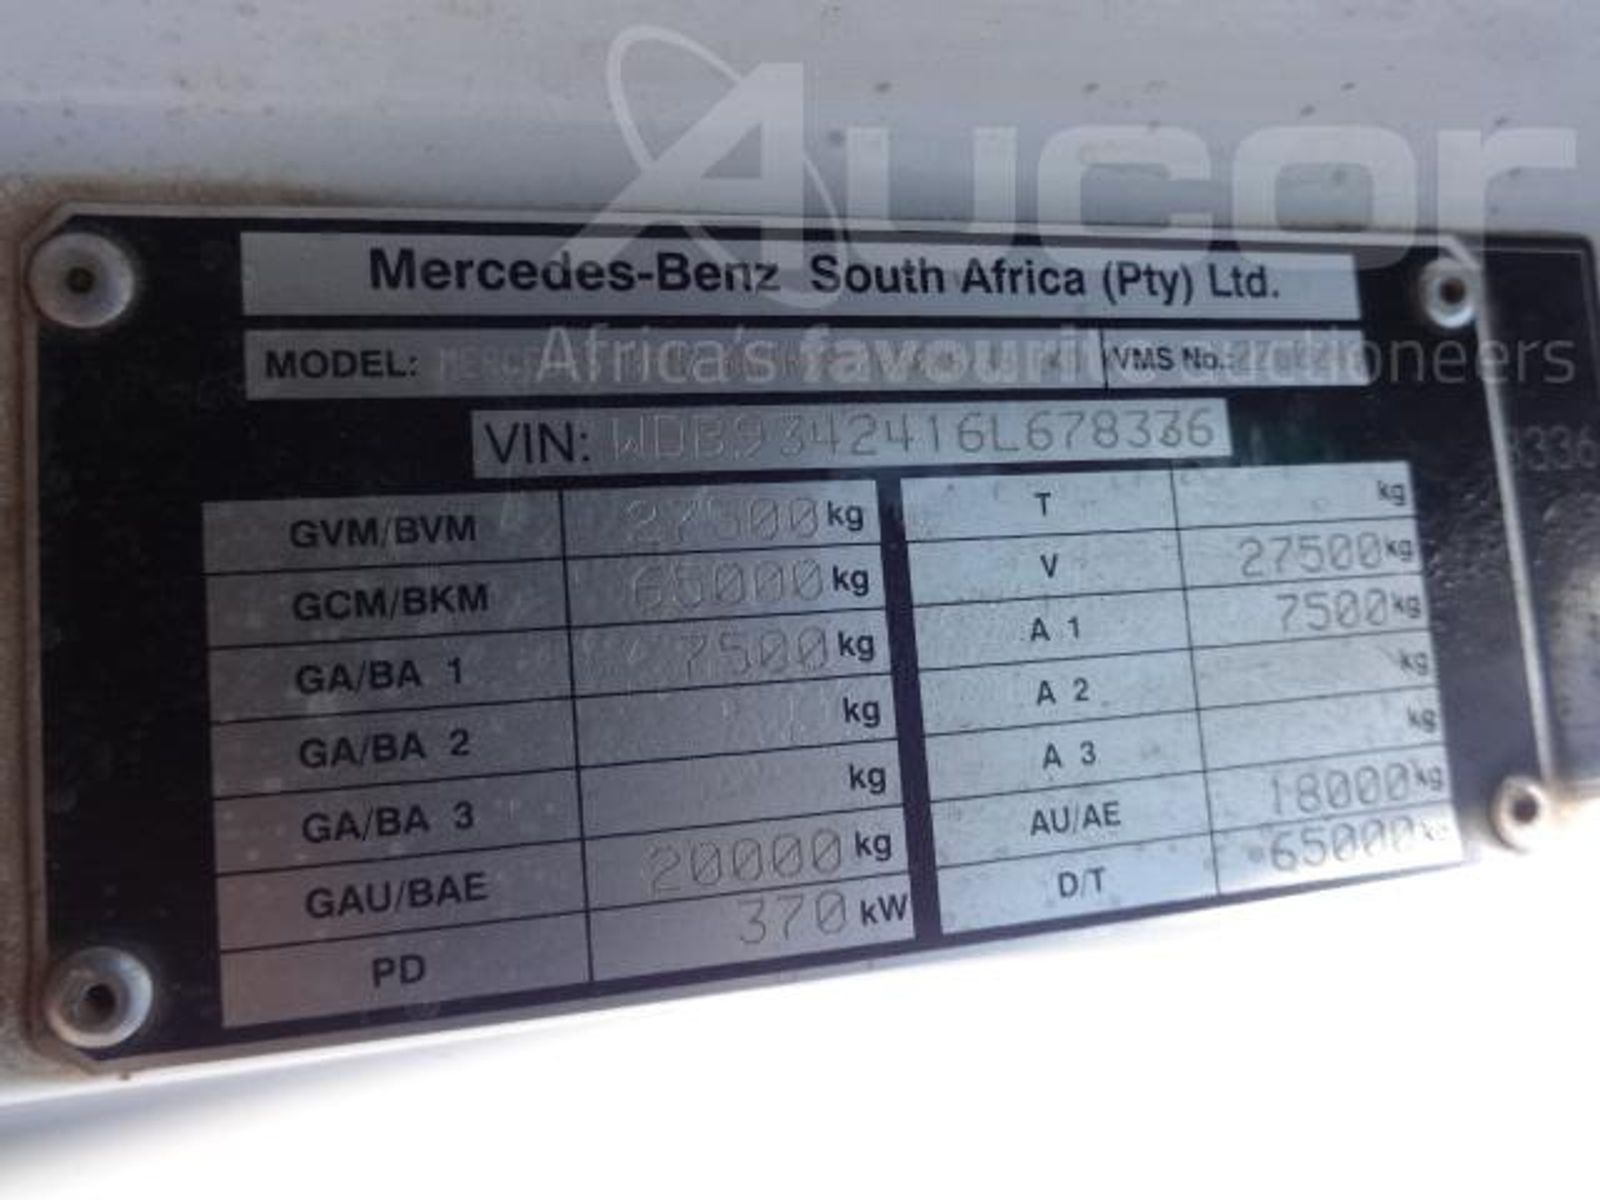 Aucor
Mercedes-Benz South Africa (Pty) Ltd.
Africa's favourite auctioneers
MODEL: VMS No.:
VIN: WDB9342416L678336
8336
GVM/BVM 27500 kg T kg
GCM/BKM 65000 kg V 27500 kg
GA/BA 1 7500 kg A 1 7500 kg
GA/BA 2 kg A 2 kg
GA/BA 3 kg A 3 kg
GAU/BAE 20000 kg AU/AE 18000 kg
PD 370 kW D/T 65000 kg